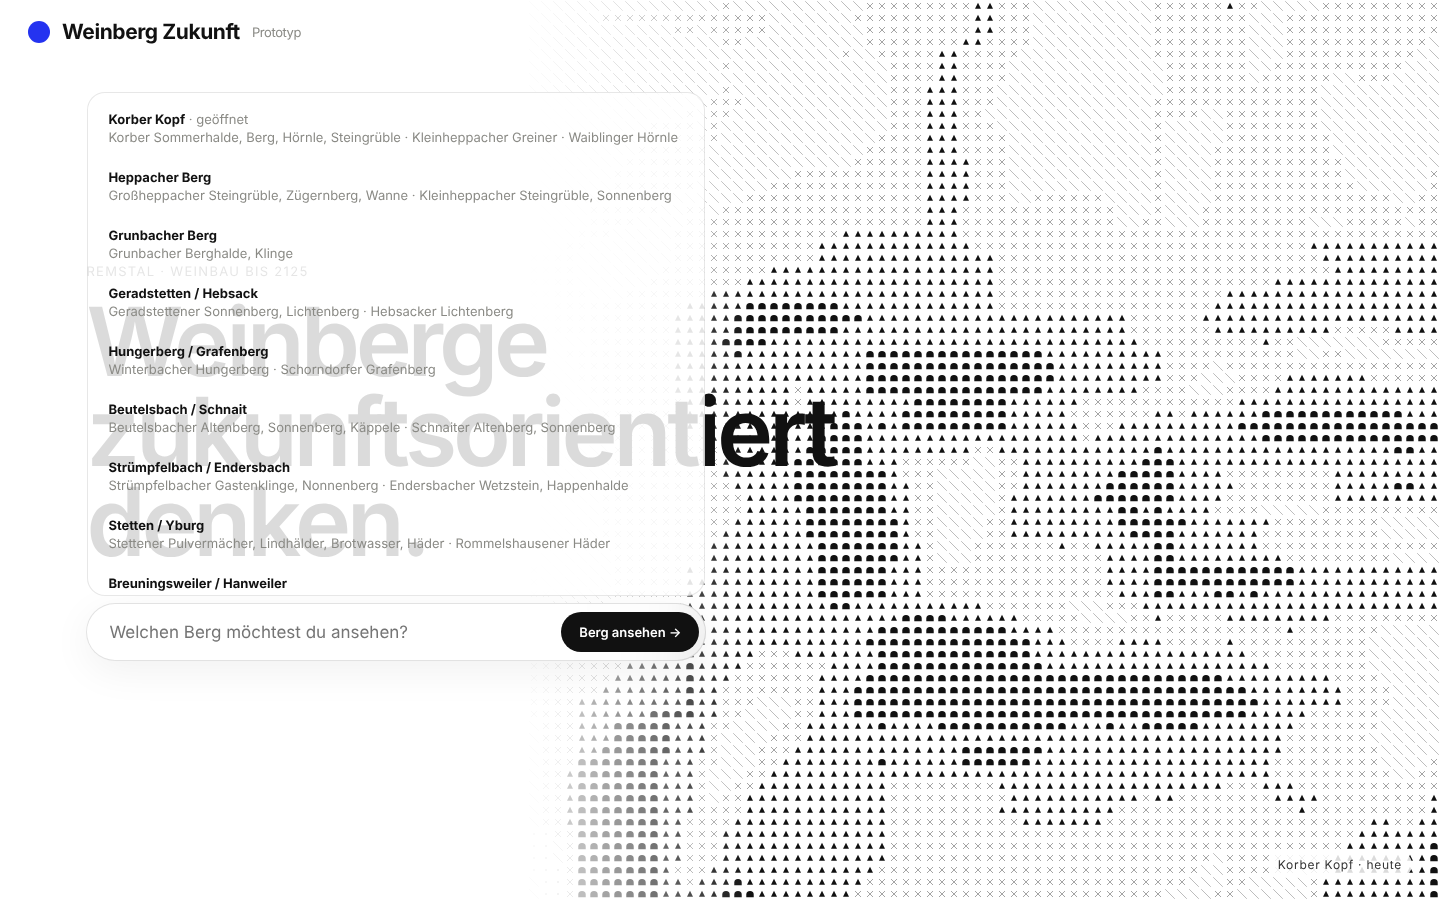 Weinberg Zukunft Prototyp
Korber Kopf · geöffnet
Korber Sommerhalde, Berg, Hörnle, Steingrüble · Kleinheppacher Greiner · Waiblinger Hörnle
Heppacher Berg
Großheppacher Steingrüble, Zügernberg, Wanne · Kleinheppacher Steingrüble, Sonnenberg
Grunbacher Berg
Grunbacher Berghalde, Klinge
REMSTAL · WEINBAU BIS 2125
Geradstetten / Hebsack
Geradstettener Sonnenberg, Lichtenberg · Hebsacker Lichtenberg
Weinberge
Hungerberg / Grafenberg
Winterbacher Hungerberg · Schorndorfer Grafenberg
Beutelsbach / Schnait
Beutelsbacher Altenberg, Sonnenberg, Käppele · Schnaiter Altenberg, Sonnenberg
zukunftsorientiert
Strümpfelbach / Endersbach
Strümpfelbacher Gastenklinge, Nonnenberg · Endersbacher Wetzstein, Happenhalde
denken.
Stetten / Yburg
Stettener Pulvermächer, Lindhälder, Brotwasser, Häder · Rommelshausener Häder
Breuningsweiler / Hanweiler
Welchen Berg möchtest du ansehen?
Berg ansehen →
Korber Kopf · heute